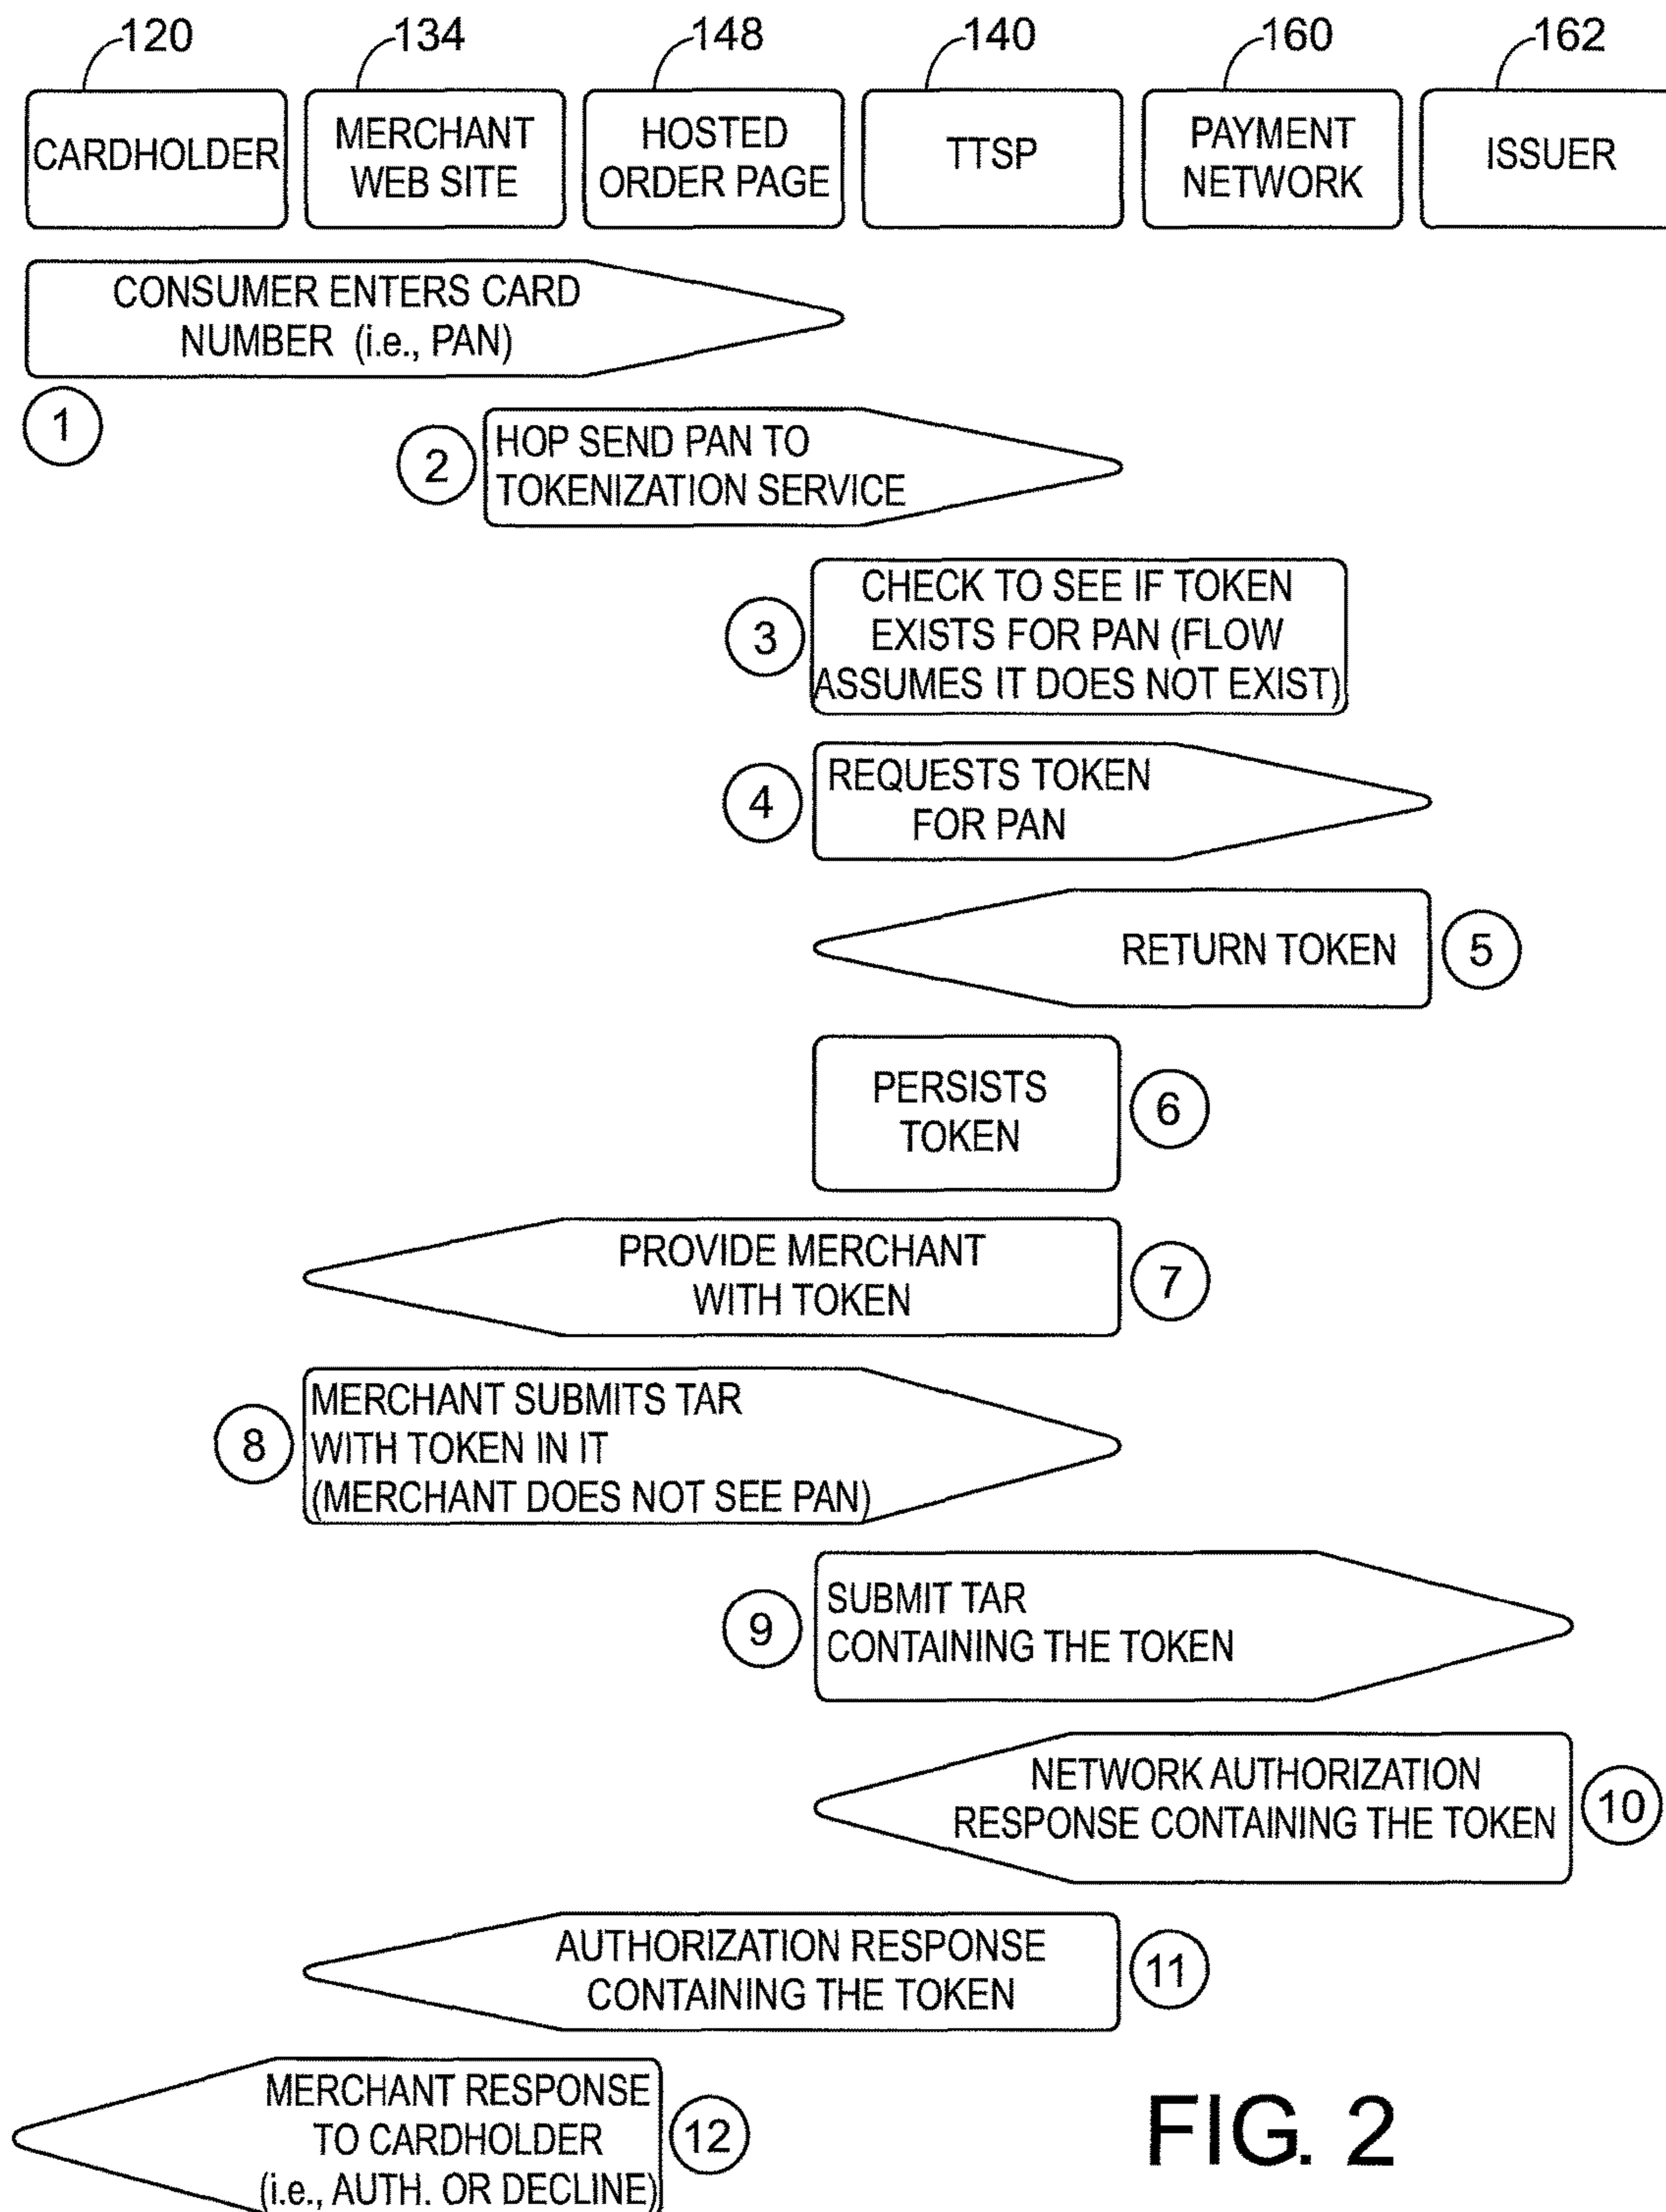 120
134
148
140
160
162
CARDHOLDER
MERCHANT
WEB SITE
HOSTED
ORDER PAGE
TTSP
PAYMENT
NETWORK
ISSUER
CONSUMER ENTERS CARD
NUMBER (i.e., PAN)
1
2
HOP SEND PAN TO
TOKENIZATION SERVICE
3
CHECK TO SEE IF TOKEN
EXISTS FOR PAN (FLOW
ASSUMES IT DOES NOT EXIST)
4
REQUESTS TOKEN
FOR PAN
RETURN TOKEN
5
PERSISTS
TOKEN
6
PROVIDE MERCHANT
WITH TOKEN
7
8
MERCHANT SUBMITS TAR
WITH TOKEN IN IT
(MERCHANT DOES NOT SEE PAN)
9
SUBMIT TAR
CONTAINING THE TOKEN
NETWORK AUTHORIZATION
RESPONSE CONTAINING THE TOKEN
10
AUTHORIZATION RESPONSE
CONTAINING THE TOKEN
11
MERCHANT RESPONSE
TO CARDHOLDER
(i.e., AUTH. OR DECLINE)
12
FIG. 2